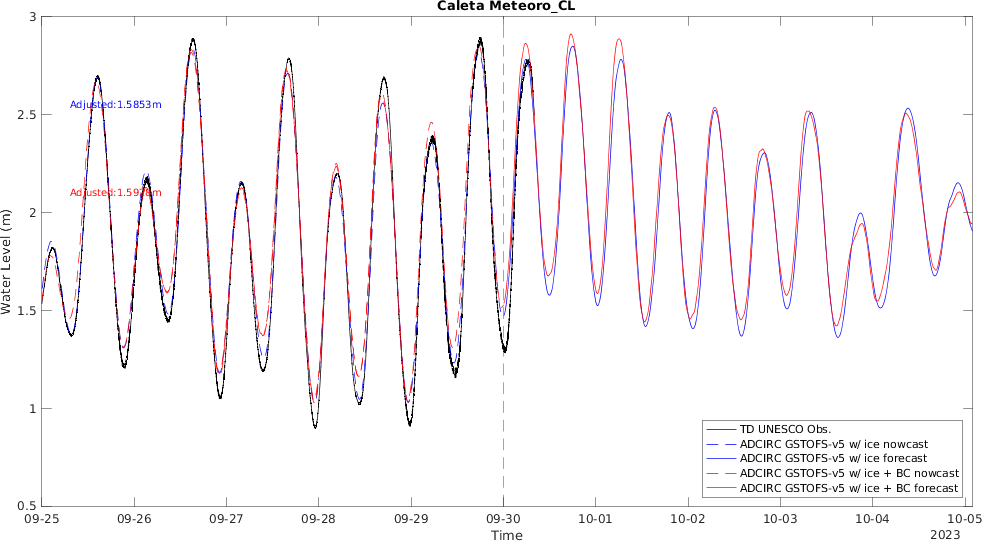 Caleta Meteoro_CL
3
2.5
2
1.5
1
0.5
Water Level (m)
Adjusted:1.5853m
TD UNESCO Obs.
ADCIRC GSTOFS-v5 w/ ice nowcast
ADCIRC GSTOFS-v5 w/ ice forecast
ADCIRC GSTOFS-v5 w/ ice + BC nowcast
ADCIRC GSTOFS-v5 w/ ice + BC forecast
09-25 09-26 09-27 09-28 09-29 09-30 10-01 10-02 10-03 10-04 10-05
Time
2023